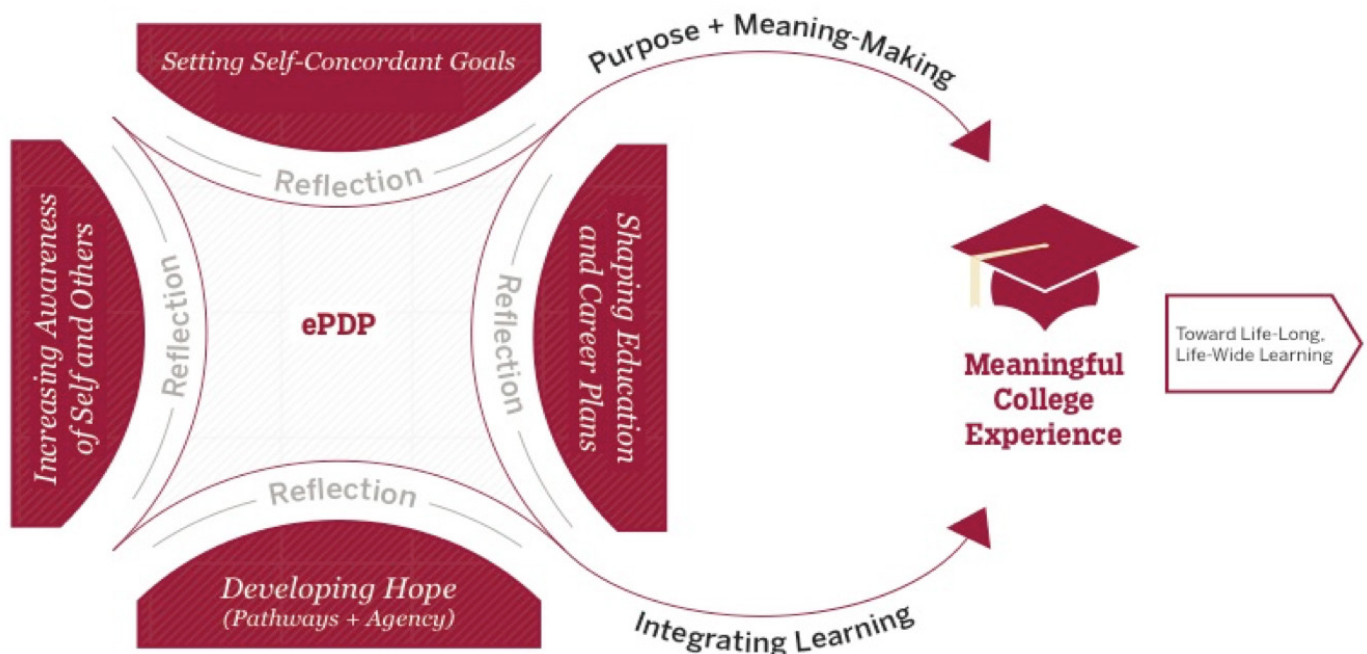 Setting Self-Concordant Goals
Purpose + Meaning-Making
Reflection
Increasing Awareness
of Self and Others
Reflection
ePDP
Reflection
Shaping Education
and Career Plans
Reflection
Developing Hope
(Pathways + Agency)
Integrating Learning
Meaningful
College
Experience
Toward Life-Long,
Life-Wide Learning